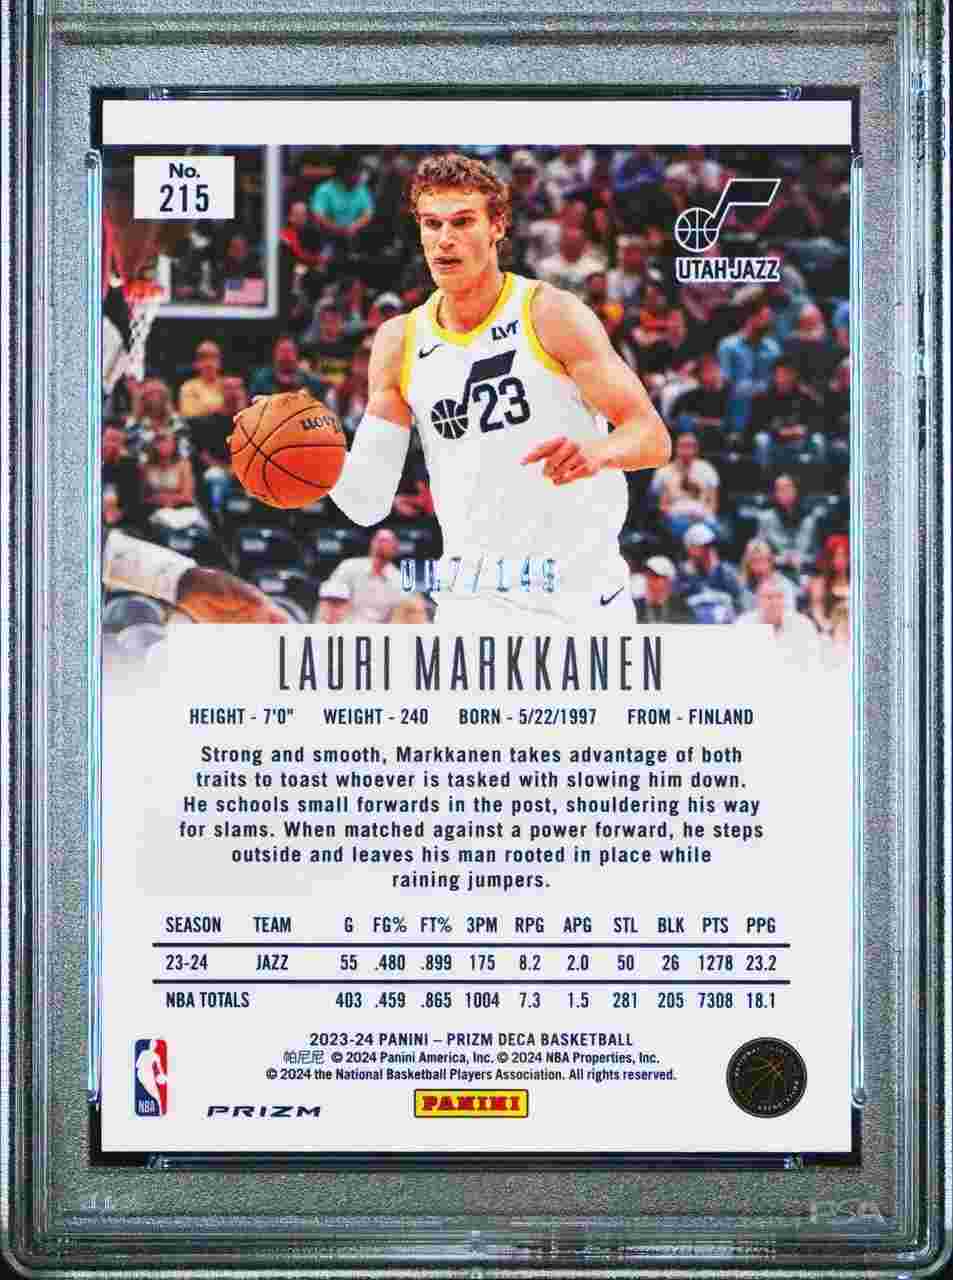 No.
215
UTAH JAZZ
LVT
23
LAURI MARKKANEN
HEIGHT - 7'0" WEIGHT - 240 BORN - 5/22/1997 FROM - FINLAND
Strong and smooth, Markkanen takes advantage of both
traits to toast whoever is tasked with slowing him down.
He schools small forwards in the post, shouldering his way
for slams. When matched against a power forward, he steps
outside and leaves his man rooted in place while
raining jumpers.
SEASON TEAM G FG% FT% 3PM RPG APG STL BLK PTS PPG
23-24 JAZZ 55 .480 .899 175 8.2 2.0 50 26 1278 23.2
NBA TOTALS 403 .459 .865 1004 7.3 1.5 281 205 7308 18.1
2023-24 PANINI – PRIZM DECA BASKETBALL
帕尼尼 © 2024 Panini America, Inc. © 2024 NBA Properties, Inc.
© 2024 the National Basketball Players Association. All rights reserved.
NBA
PRIZM
PANINI
PSA